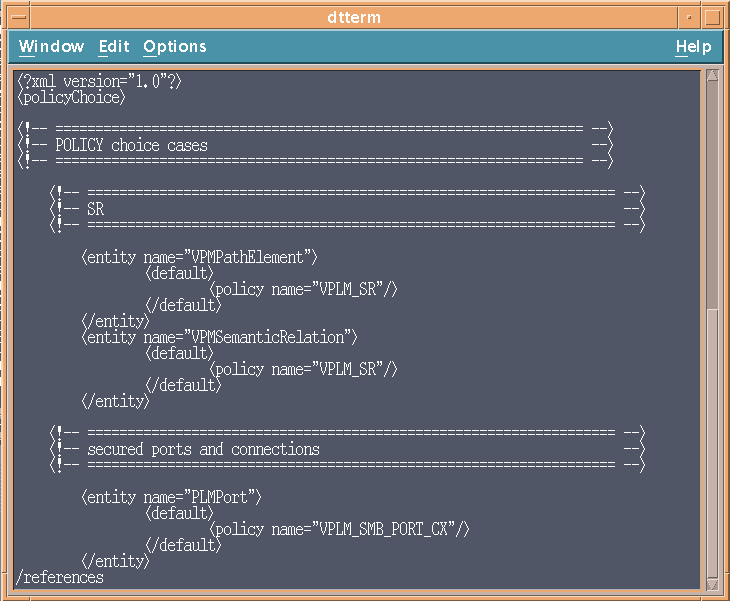 dtterm
Window Edit Options Help
<?xml version="1.0"?>
<policyChoice>
<!-- ================================================================== -->
<!-- POLICY choice cases -->
<!-- ================================================================== -->
<!-- ================================================================== -->
<!-- SR -->
<!-- ================================================================== -->
<entity name="VPMPathElement">
<default>
<policy name="VPLM_SR"/>
</default>
</entity>
<entity name="VPMSemanticRelation">
<default>
<policy name="VPLM_SR"/>
</default>
</entity>
<!-- ================================================================== -->
<!-- secured ports and connections -->
<!-- ================================================================== -->
<entity name="PLMPort">
<default>
<policy name="VPLM_SMB_PORT_CX"/>
</default>
</entity>
/references